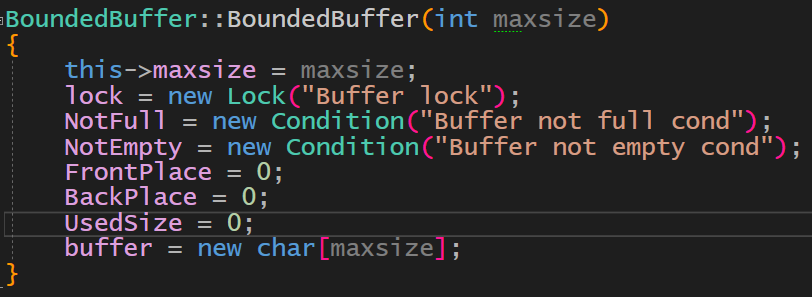 BoundedBuffer::BoundedBuffer(int maxsize)
{
    this->maxsize = maxsize;
    lock = new Lock("Buffer lock");
    NotFull = new Condition("Buffer not full cond");
    NotEmpty = new Condition("Buffer not empty cond");
    FrontPlace = 0;
    BackPlace = 0;
    UsedSize = 0;
    buffer = new char[maxsize];
}